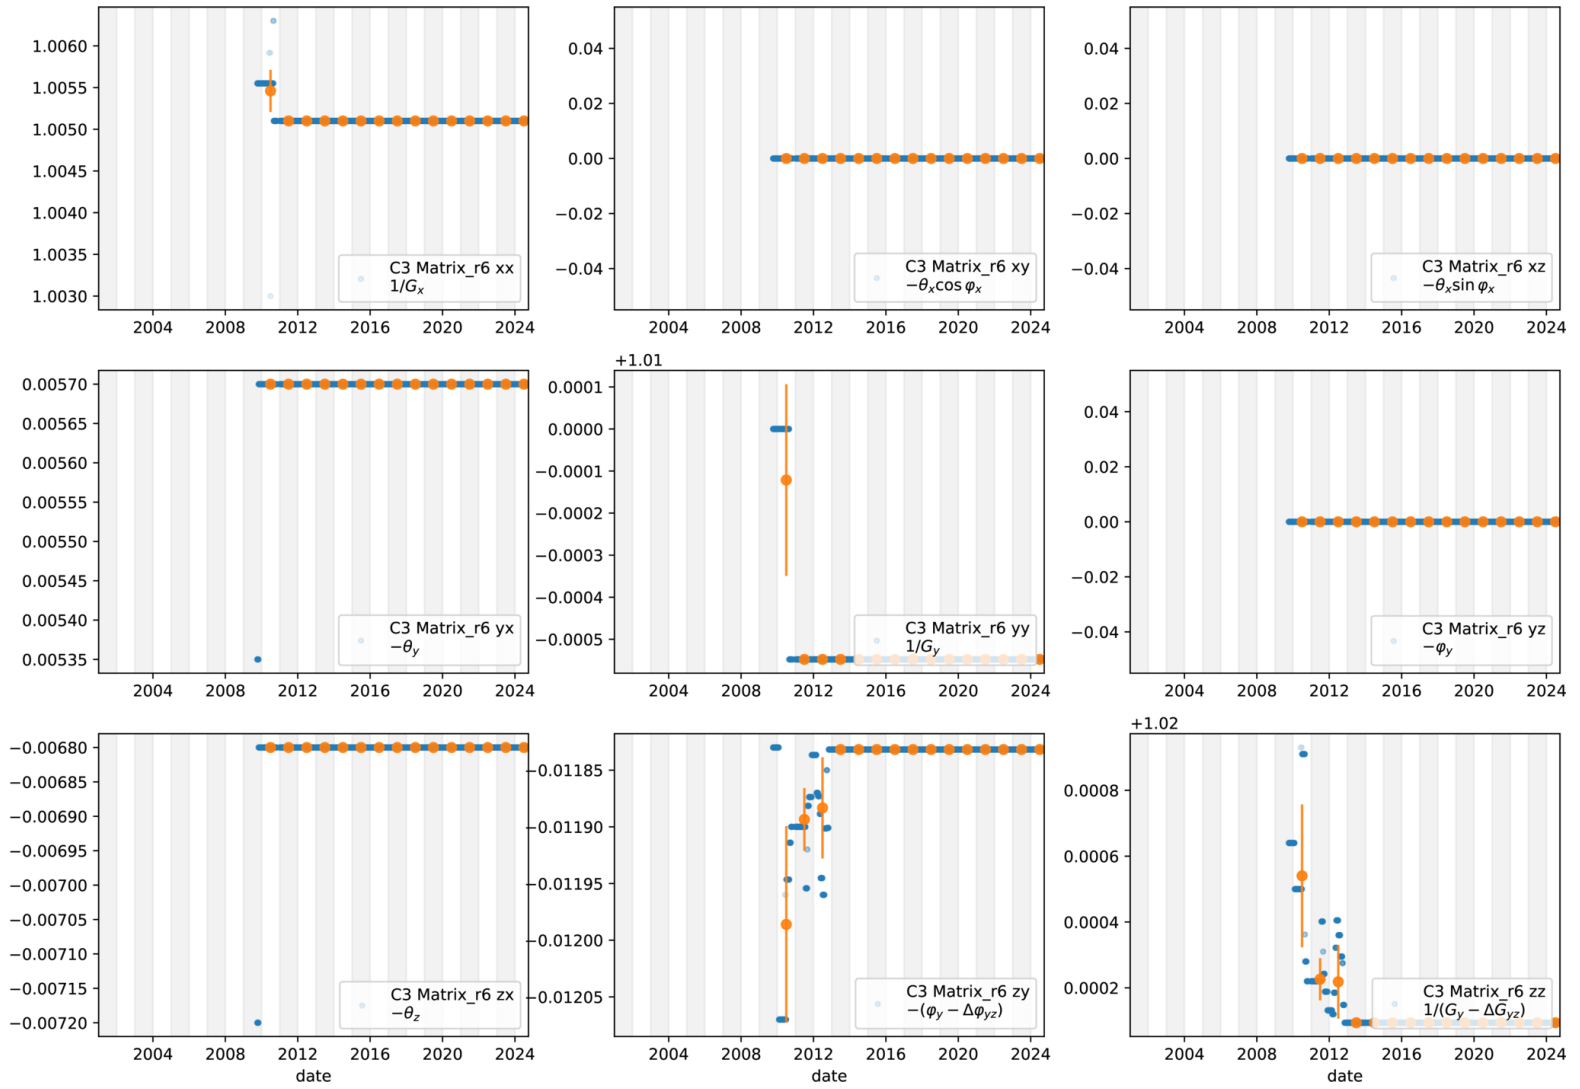 1.0060
1.0055
1.0050
1.0045
1.0040
1.0035
1.0030
C3 Matrix_r6 xx
1/Gₓ
2004 2008 2012 2016 2020 2024
0.04
0.02
0.00
−0.02
−0.04
C3 Matrix_r6 xy
−θₓcos φₓ
2004 2008 2012 2016 2020 2024
0.04
0.02
0.00
−0.02
−0.04
C3 Matrix_r6 xz
−θₓsin φₓ
2004 2008 2012 2016 2020 2024
0.00570
0.00565
0.00560
0.00555
0.00550
0.00545
0.00540
0.00535
C3 Matrix_r6 yx
−θ_y
2004 2008 2012 2016 2020 2024
+1.01
0.0001
0.0000
−0.0001
−0.0002
−0.0003
−0.0004
−0.0005
C3 Matrix_r6 yy
1/G_y
2004 2008 2012 2016 2020 2024
0.04
0.02
0.00
−0.02
−0.04
C3 Matrix_r6 yz
−φ_y
2004 2008 2012 2016 2020 2024
−0.00680
−0.00685
−0.00690
−0.00695
−0.00700
−0.00705
−0.00710
−0.00715
−0.00720
C3 Matrix_r6 zx
−θ_z
2004 2008 2012 2016 2020 2024
date
−0.01185
−0.01190
−0.01195
−0.01200
−0.01205
C3 Matrix_r6 zy
−(φ_y − Δφ_yz)
2004 2008 2012 2016 2020 2024
date
+1.02
0.0008
0.0006
0.0004
0.0002
C3 Matrix_r6 zz
1/(G_y − ΔG_yz)
2004 2008 2012 2016 2020 2024
date